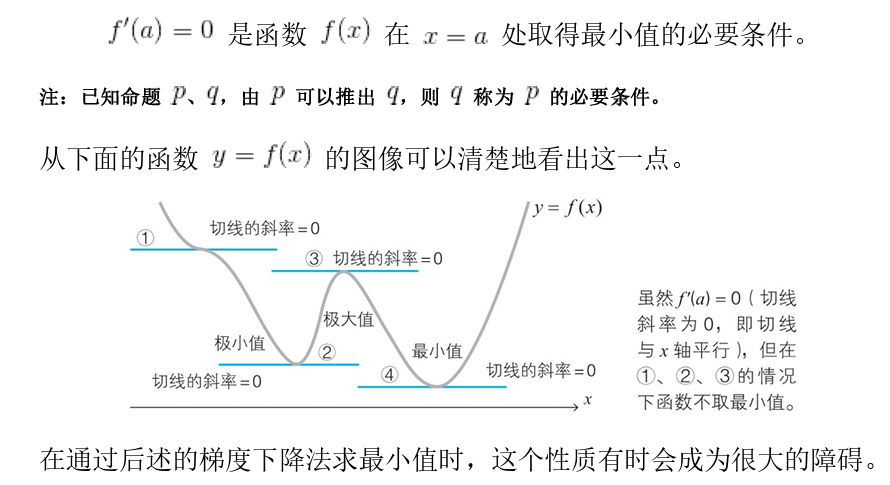 f′(a) = 0 是函数 f(x) 在 x = a 处取得最小值的必要条件。
注：已知命题 p、q，由 p 可以推出 q，则 q 称为 p 的必要条件。
从下面的函数 y = f(x) 的图像可以清楚地看出这一点。
y = f (x)
① 切线的斜率=0
③ 切线的斜率=0
极大值
极小值
②
最小值
切线的斜率=0
④
切线的斜率=0
x
虽然 f′(a) = 0（切线
斜率为 0，即切线
与 x 轴平行），但在
①、②、③的情况
下函数不取最小值。
在通过后述的梯度下降法求最小值时，这个性质有时会成为很大的障碍。